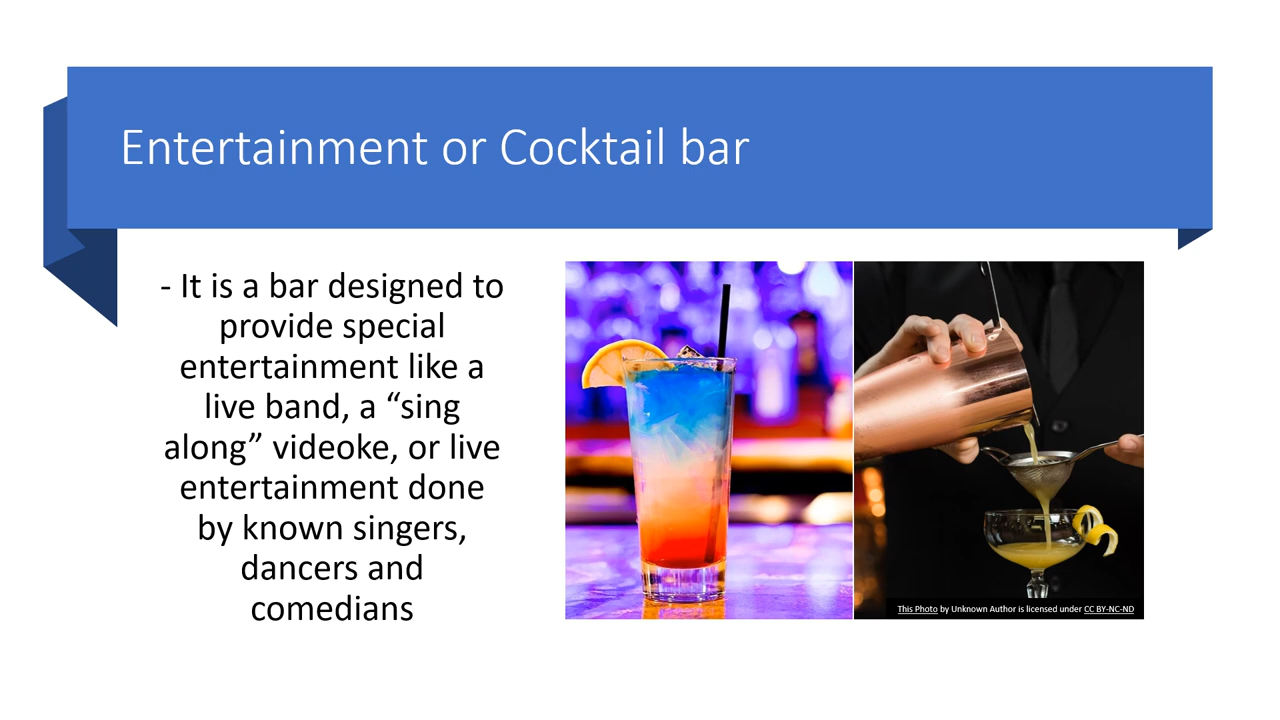 Entertainment or Cocktail bar
- It is a bar designed to
provide special
entertainment like a
live band, a “sing
along” videoke, or live
entertainment done
by known singers,
dancers and
comedians
This Photo by Unknown Author is licensed under CC BY-NC-ND